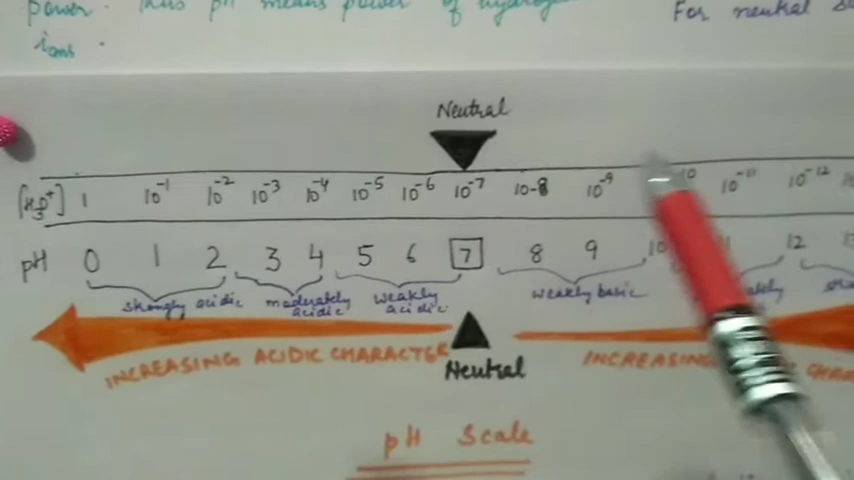 power. Thus pH means power of
ions.
For neutral
Neutral
[H₃O⁺] 1 10⁻¹ 10⁻² 10⁻³ 10⁻⁴ 10⁻⁵ 10⁻⁶ 10⁻⁷ 10-8 10⁻⁹ 10⁻¹¹ 10⁻¹²
pH 0 1 2 3 4 5 6 7 8 9 10 12
strongly acidic moderately acidic weakly acidic weakly basic
INCREASING ACIDIC CHARACTER
INCREASING
Neutral
pH Scale